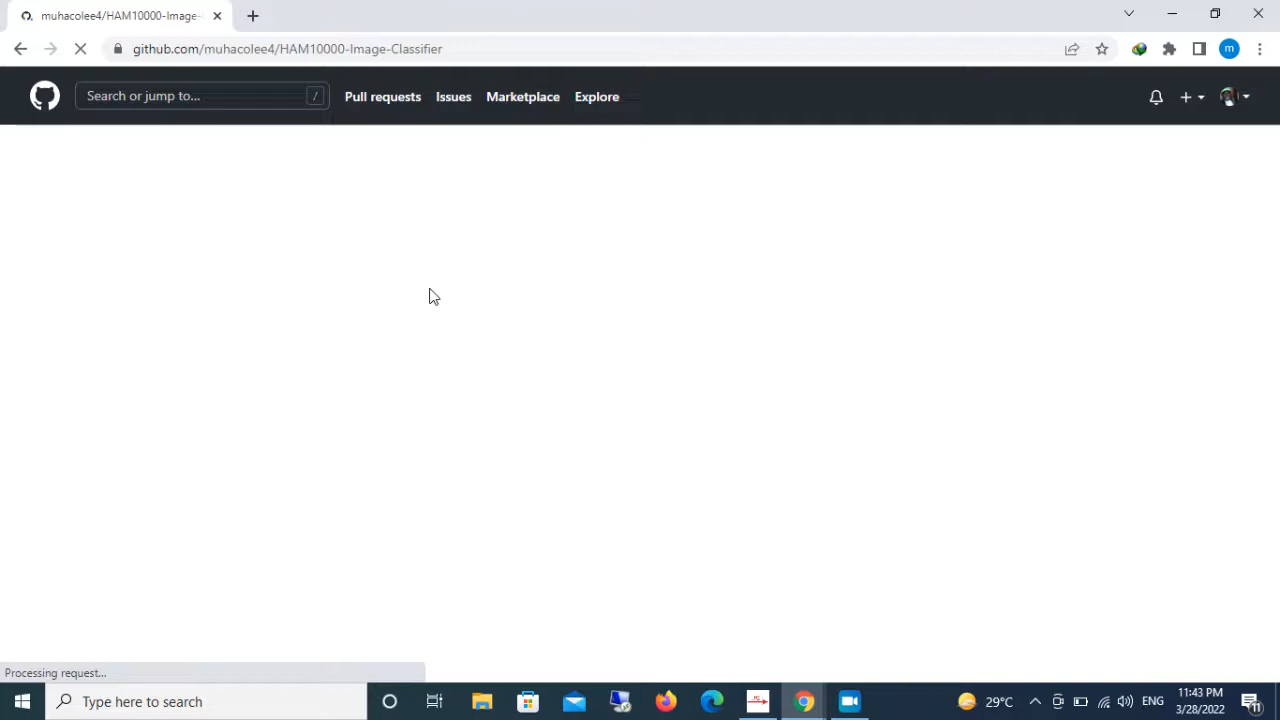 muhacolee4/HAM10000-Image-
github.com/muhacolee4/HAM10000-Image-Classifier
m
Search or jump to...
/
Pull requests
Issues
Marketplace
Explore
Processing request...
Type here to search
29°C
ENG
11:43 PM
3/28/2022
11